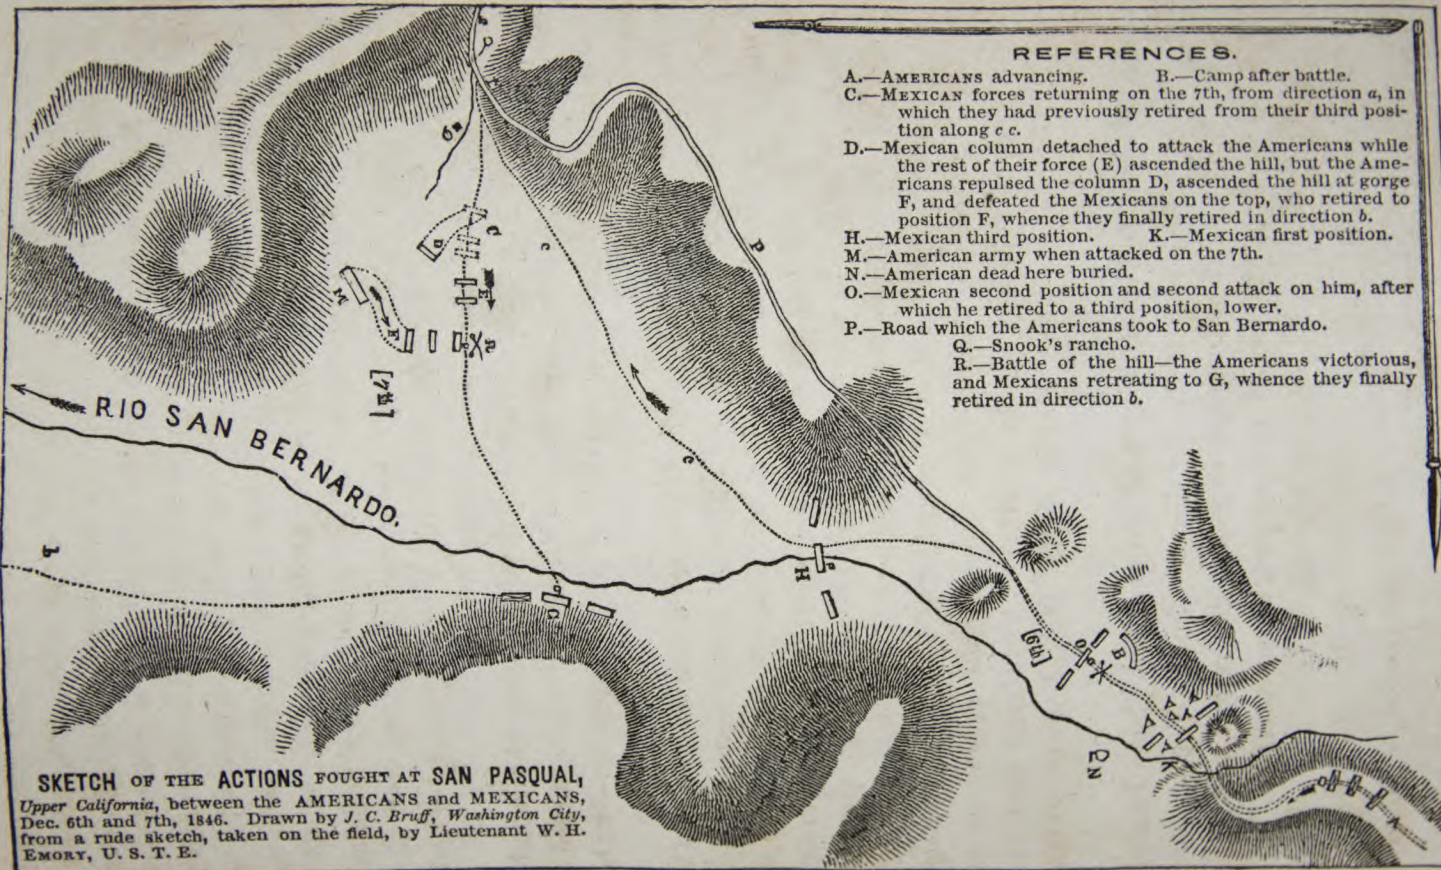 REFERENCES.
A.—AMERICANS advancing. B.—Camp after battle.
C.—MEXICAN forces returning on the 7th, from direction a, in
which they had previously retired from their third posi-
tion along c c.
D.—Mexican column detached to attack the Americans while
the rest of their force (E) ascended the hill, but the Ame-
ricans repulsed the column D, ascended the hill at gorge
F, and defeated the Mexicans on the top, who retired to
position F, whence they finally retired in direction b.
H.—Mexican third position. K.—Mexican first position.
M.—American army when attacked on the 7th.
N.—American dead here buried.
O.—Mexican second position and second attack on him, after
which he retired to a third position, lower.
P.—Road which the Americans took to San Bernardo.
Q.—Snook's rancho.
R.—Battle of the hill—the Americans victorious,
and Mexicans retreating to G, whence they finally
retired in direction b.
Q
C
D
E
M
F
R
[7th]
c
P
c
RIO SAN BERNARDO.
b
G
H
[6th]
O
B
A A A
A A
K
N
A
SKETCH OF THE ACTIONS FOUGHT AT SAN PASQUAL,
Upper California, between the AMERICANS and MEXICANS,
Dec. 6th and 7th, 1846. Drawn by J. C. Bruff, Washington City,
from a rude sketch, taken on the field, by Lieutenant W. H.
EMORY, U. S. T. E.